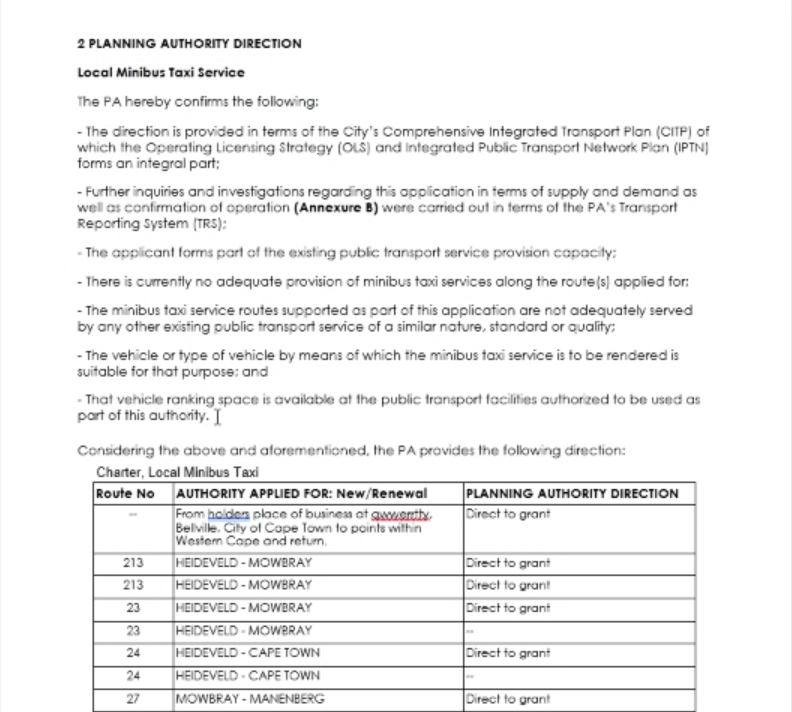 2 PLANNING AUTHORITY DIRECTION
Local Minibus Taxi Service
The PA hereby confirms the following:
- The direction is provided in terms of the City's Comprehensive Integrated Transport Plan (CITP) of
which the Operating Licensing Strategy (OLS) and Integrated Public Transport Network Plan (IPTN)
forms an integral part;
- Further inquiries and investigations regarding this application in terms of supply and demand as
well as confirmation of operation (Annexure B) were carried out in terms of the PA's Transport
Reporting System (TRS);
- The applicant forms part of the existing public transport service provision capacity;
- There is currently no adequate provision of minibus taxi services along the route(s) applied for;
- The minibus taxi service routes supported as part of this application are not adequately served
by any other existing public transport service of a similar nature, standard or quality;
- The vehicle or type of vehicle by means of which the minibus taxi service is to be rendered is
suitable for that purpose; and
- That vehicle ranking space is available at the public transport facilities authorized to be used as
part of this authority.
Considering the above and aforementioned, the PA provides the following direction:
Charter, Local Minibus Taxi
Route No AUTHORITY APPLIED FOR: New/Renewal PLANNING AUTHORITY DIRECTION
-- From holders place of business at Direct to grant
Bellville, City of Cape Town to points within
Western Cape and return.
213 HEIDEVELD - MOWBRAY Direct to grant
213 HEIDEVELD - MOWBRAY Direct to grant
23 HEIDEVELD - MOWBRAY Direct to grant
23 HEIDEVELD - MOWBRAY --
24 HEIDEVELD - CAPE TOWN Direct to grant
24 HEIDEVELD - CAPE TOWN --
27 MOWBRAY - MANENBERG Direct to grant